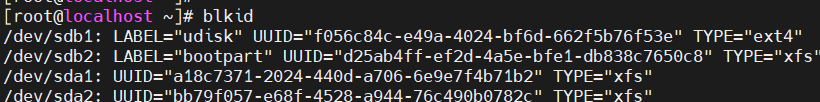 [root@localhost ~]# blkid
/dev/sdb1: LABEL="udisk" UUID="f056c84c-e49a-4024-bf6d-662f5b76f53e" TYPE="ext4"
/dev/sdb2: LABEL="bootpart" UUID="d25ab4ff-ef2d-4a5e-bfe1-db838c7650c8" TYPE="xfs"
/dev/sda1: UUID="a18c7371-2024-440d-a706-6e9e7f4b71b2" TYPE="xfs"
/dev/sda2: UUID="bb79f057-e68f-4528-a944-76c490b0782c" TYPE="xfs"